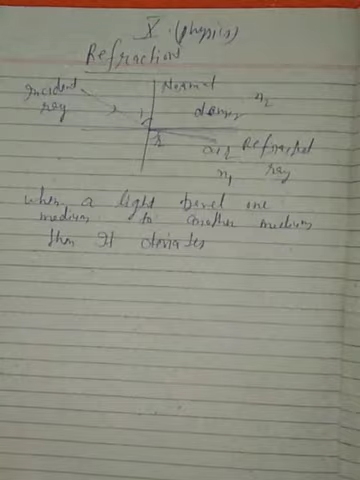 X (physics)
Refraction
Incident ray
Normal
denser n2
i
r
air
n1
Refracted ray
when a light travel one
medium to another medium
then It deviates